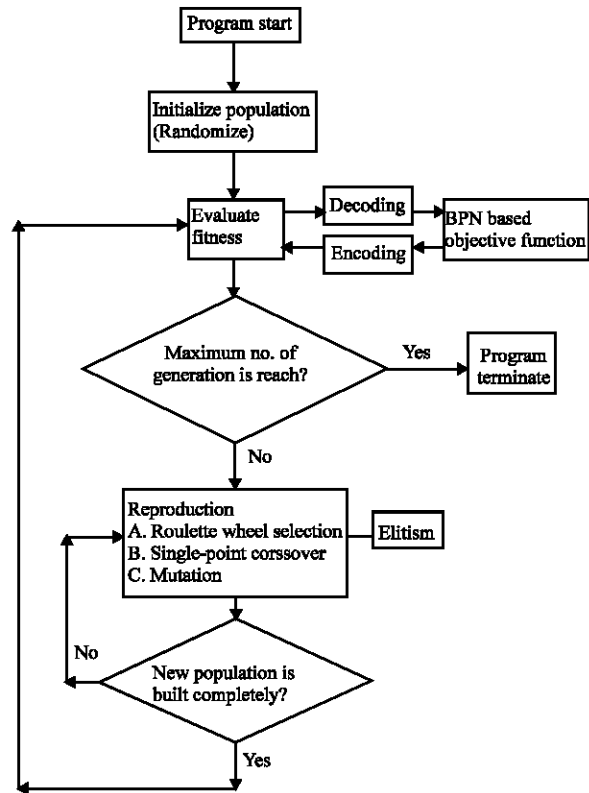 Program start
Initialize population
(Randomize)
Evaluate
fitness
Decoding
Encoding
BPN based
objective function
Maximum no. of
generation is reach?
Yes
Program
terminate
No
Reproduction
A. Roulette wheel selection
B. Single-point corssover
C. Mutation
Elitism
No
New population is
built completely?
Yes